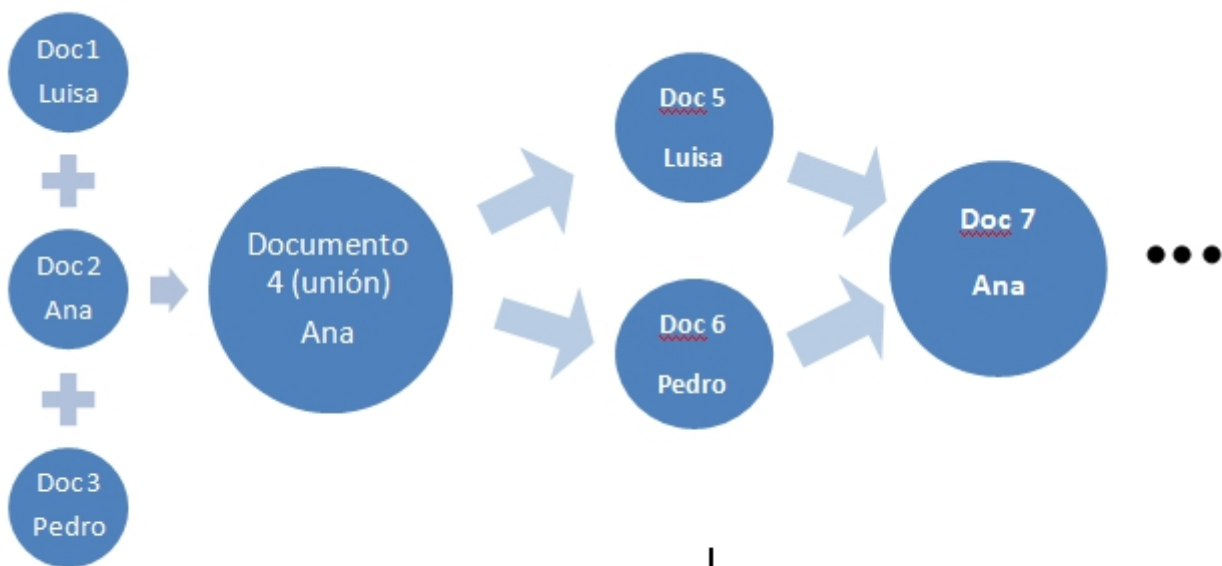 Doc1
Luisa
Doc2
Ana
Doc3
Pedro
Documento
4 (unión)
Ana
Doc 5
Luisa
Doc 6
Pedro
Doc 7
Ana
•••